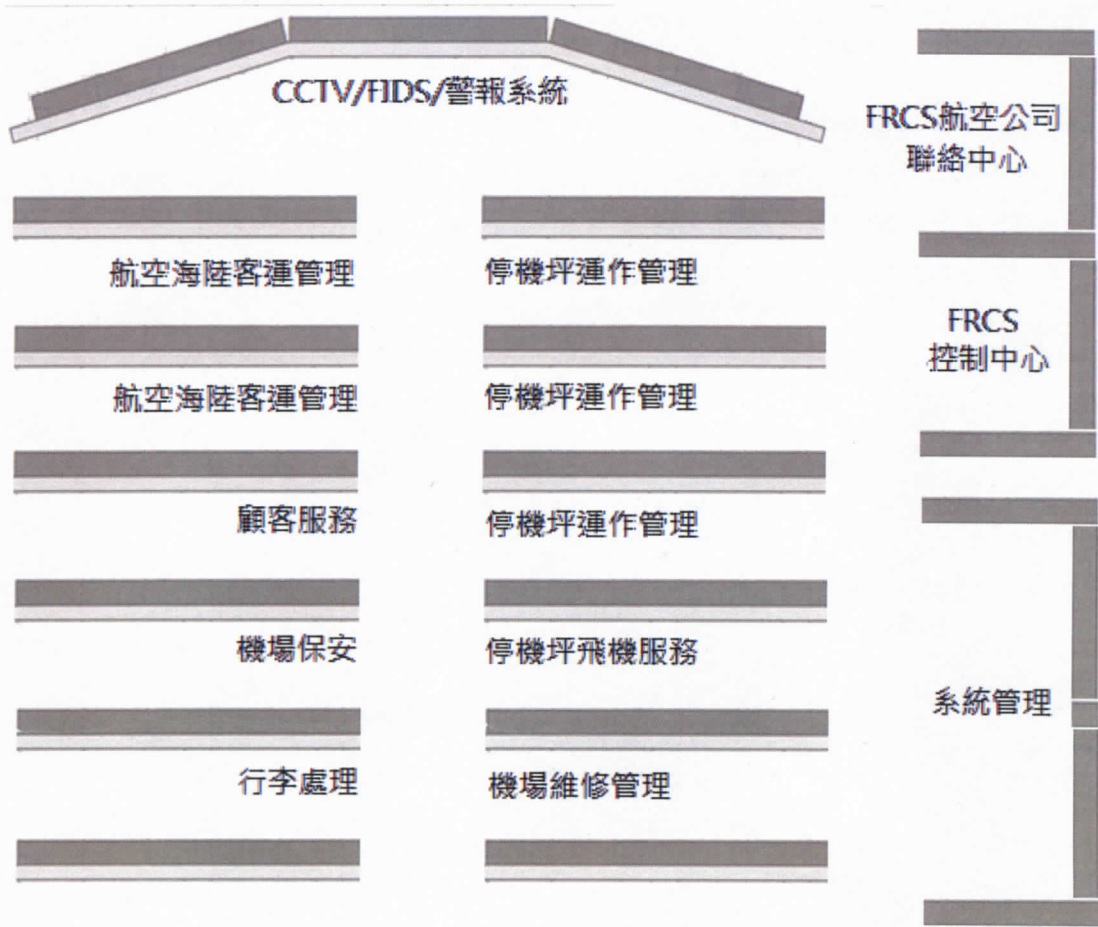 CCTV/FIDS/警報系統
FRCS航空公司
聯絡中心
航空海陸客運管理
停機坪運作管理
FRCS
控制中心
航空海陸客運管理
停機坪運作管理
顧客服務
停機坪運作管理
機場保安
停機坪飛機服務
系統管理
行李處理
機場維修管理